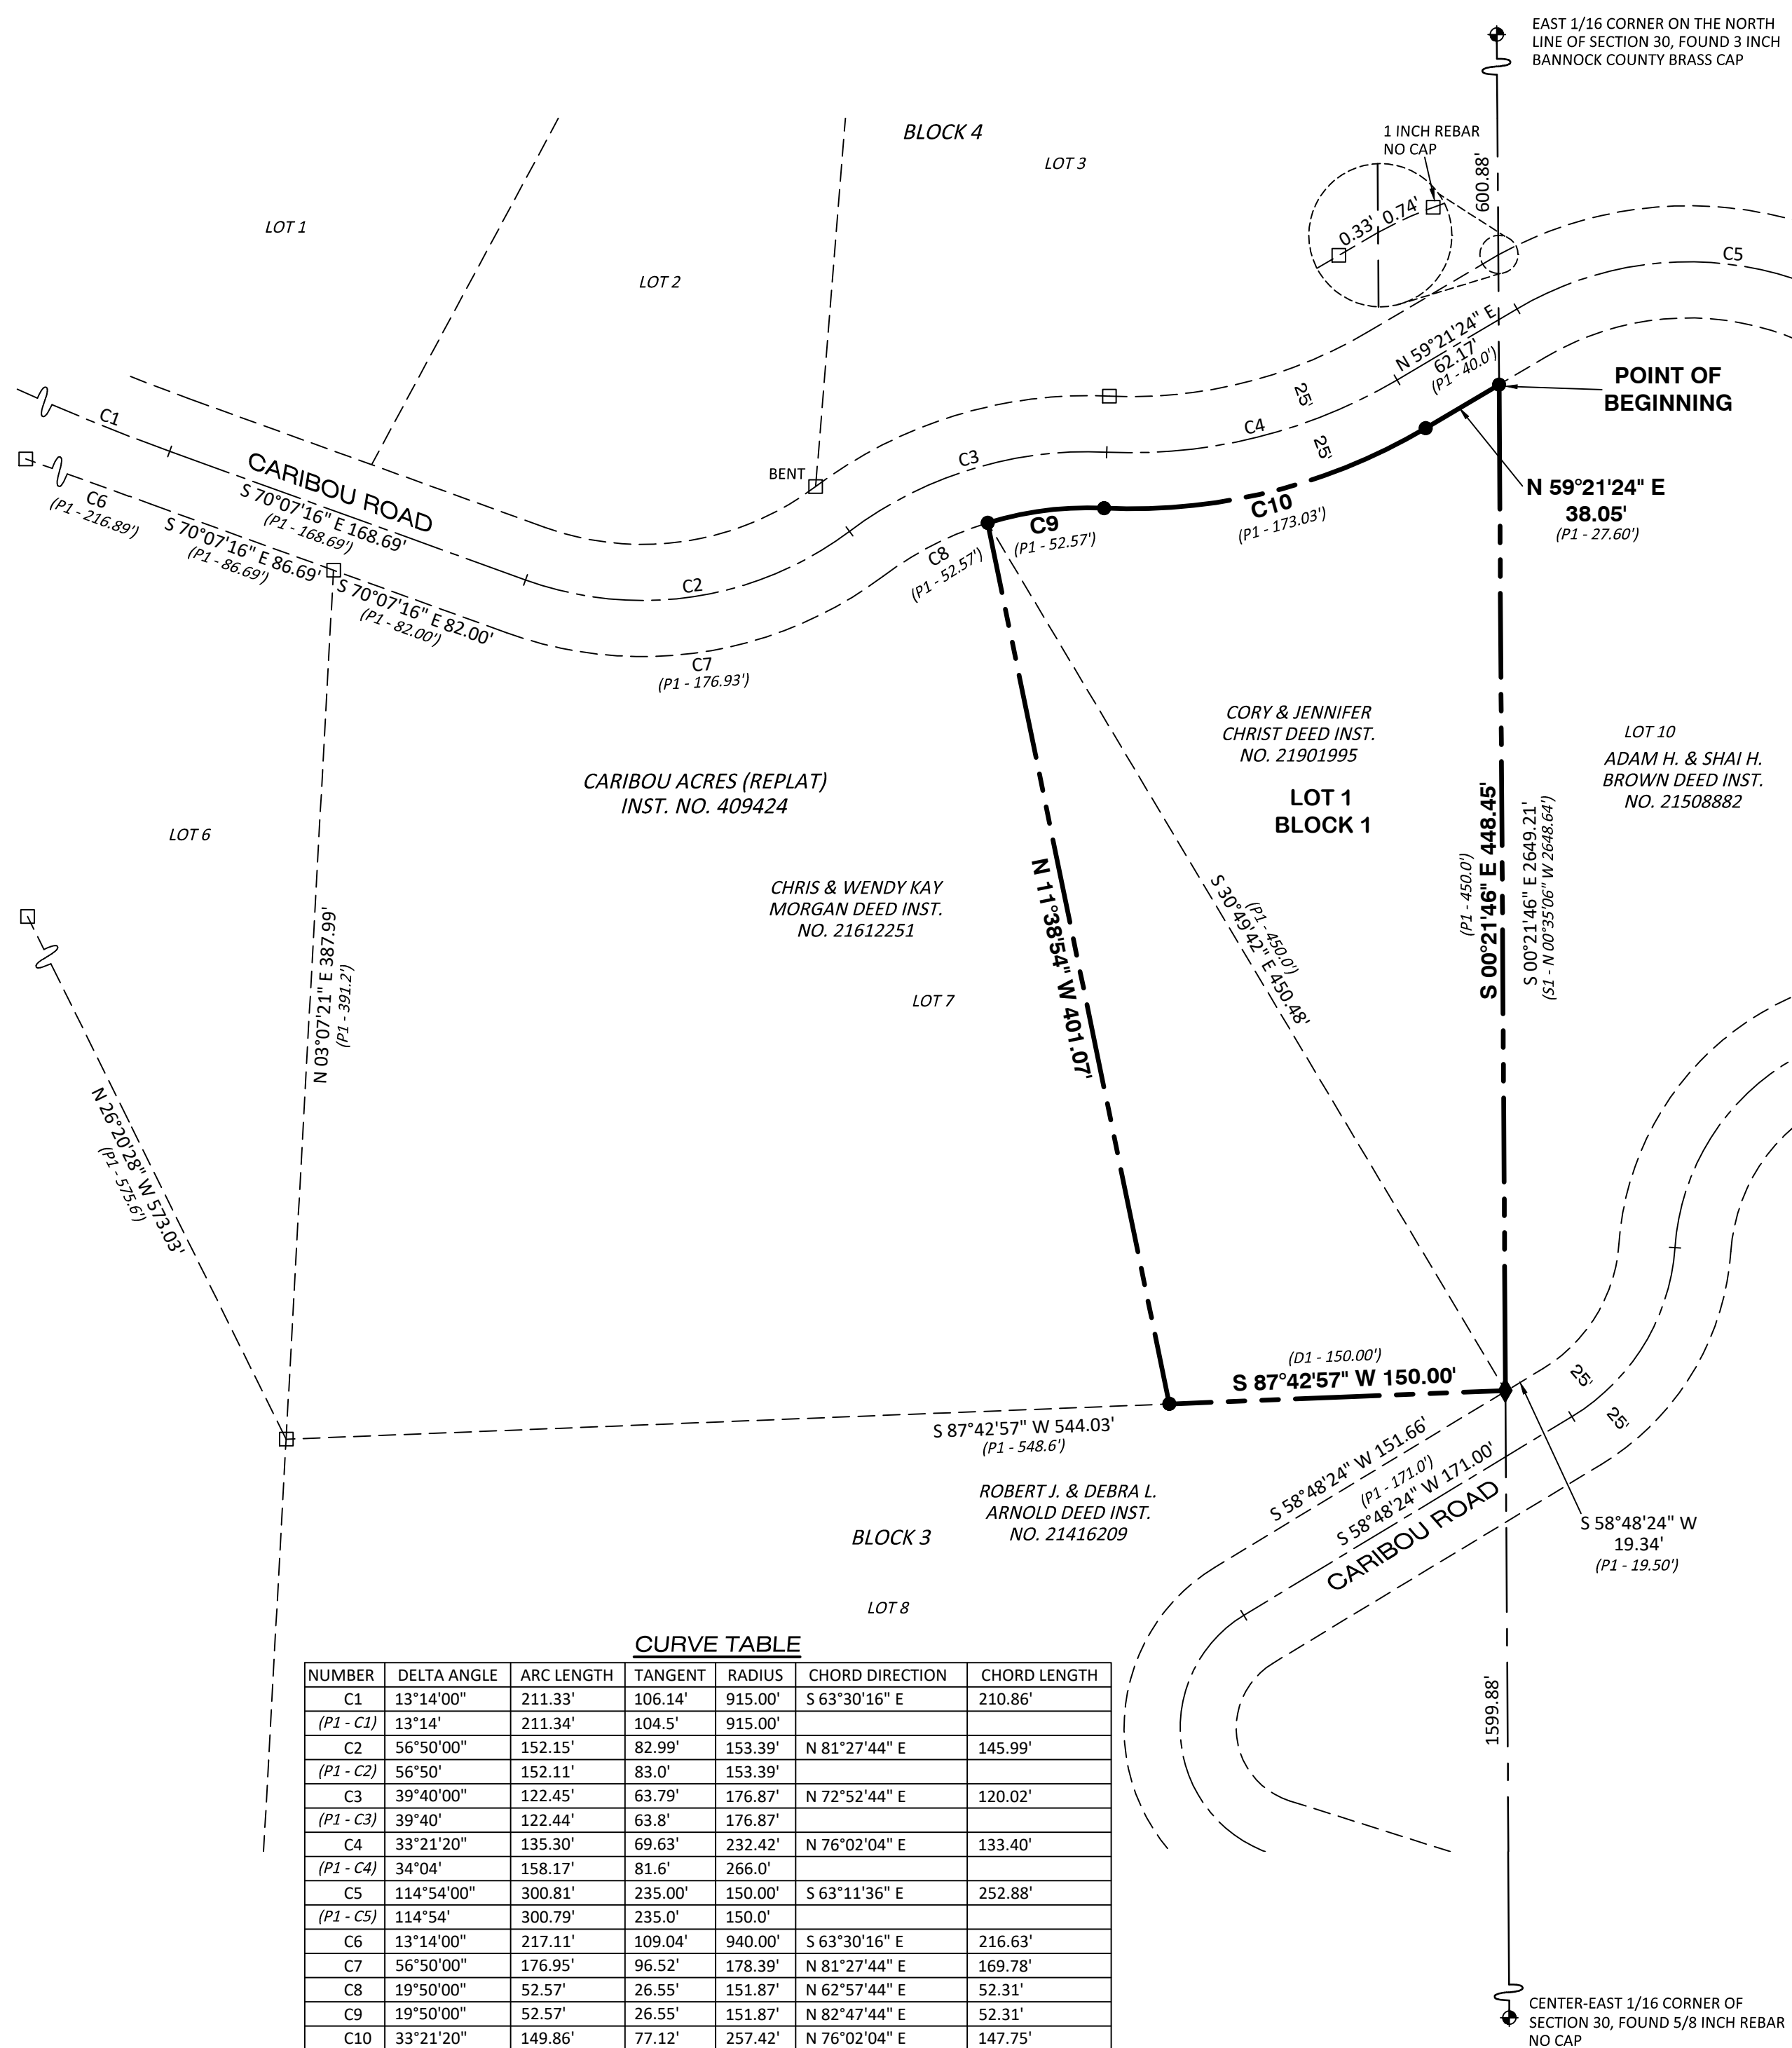 EAST 1/16 CORNER ON THE NORTH
LINE OF SECTION 30, FOUND 3 INCH
BANNOCK COUNTY BRASS CAP
BLOCK 4
1 INCH REBAR
NO CAP
LOT 3
600.88'
LOT 1
0.33'
0.74'
C5
LOT 2
N 59°21'24" E
62.17'
(P1 - 40.0')
POINT OF
BEGINNING
25'
C1
C4
25'
CARIBOU ROAD
C3
BENT
S 70°07'16" E 168.69'
(P1 - 168.69')
N 59°21'24" E
38.05'
(P1 - 27.60')
C6
(P1 - 216.89')
C10
(P1 - 173.03')
C9
(P1 - 52.57')
S 70°07'16" E 86.69'
(P1 - 86.69')
C8
(P1 - 52.57')
S 70°07'16" E 82.00'
(P1 - 82.00')
C2
C7
(P1 - 176.93')
CORY & JENNIFER
CHRIST DEED INST.
NO. 21901995
LOT 10
ADAM H. & SHAI H.
BROWN DEED INST.
NO. 21508882
CARIBOU ACRES (REPLAT)
INST. NO. 409424
LOT 1
BLOCK 1
LOT 6
(P1 - 450.0')
S 00°21'46" E 448.45'
S 00°21'46" E 2649.21'
(S1 - N 00°35'06" W 2648.64')
CHRIS & WENDY KAY
MORGAN DEED INST.
NO. 21612251
N 11°38'54" W 401.07'
(P1 - 450.0')
S 30°49'42" E 450.48'
N 03°07'21" E 387.99'
(P1 - 391.2')
LOT 7
N 26°20'28" W 573.03'
(P1 - 575.6')
(D1 - 150.00')
S 87°42'57" W 150.00'
25'
25'
S 87°42'57" W 544.03'
(P1 - 548.6')
S 58°48'24" W 151.66'
(P1 - 171.0')
S 58°48'24" W 171.00'
CARIBOU ROAD
ROBERT J. & DEBRA L.
ARNOLD DEED INST.
NO. 21416209
BLOCK 3
S 58°48'24" W
19.34'
(P1 - 19.50')
LOT 8
1599.88'
CURVE TABLE
NUMBER DELTA ANGLE ARC LENGTH TANGENT RADIUS CHORD DIRECTION CHORD LENGTH
C1 13°14'00" 211.33' 106.14' 915.00' S 63°30'16" E 210.86'
(P1 - C1) 13°14' 211.34' 104.5' 915.00'
C2 56°50'00" 152.15' 82.99' 153.39' N 81°27'44" E 145.99'
(P1 - C2) 56°50' 152.11' 83.0' 153.39'
C3 39°40'00" 122.45' 63.79' 176.87' N 72°52'44" E 120.02'
(P1 - C3) 39°40' 122.44' 63.8' 176.87'
C4 33°21'20" 135.30' 69.63' 232.42' N 76°02'04" E 133.40'
(P1 - C4) 34°04' 158.17' 81.6' 266.0'
C5 114°54'00" 300.81' 235.00' 150.00' S 63°11'36" E 252.88'
(P1 - C5) 114°54' 300.79' 235.0' 150.0'
C6 13°14'00" 217.11' 109.04' 940.00' S 63°30'16" E 216.63'
C7 56°50'00" 176.95' 96.52' 178.39' N 81°27'44" E 169.78'
C8 19°50'00" 52.57' 26.55' 151.87' N 62°57'44" E 52.31'
C9 19°50'00" 52.57' 26.55' 151.87' N 82°47'44" E 52.31'
C10 33°21'20" 149.86' 77.12' 257.42' N 76°02'04" E 147.75'
CENTER-EAST 1/16 CORNER OF
SECTION 30, FOUND 5/8 INCH REBAR
NO CAP